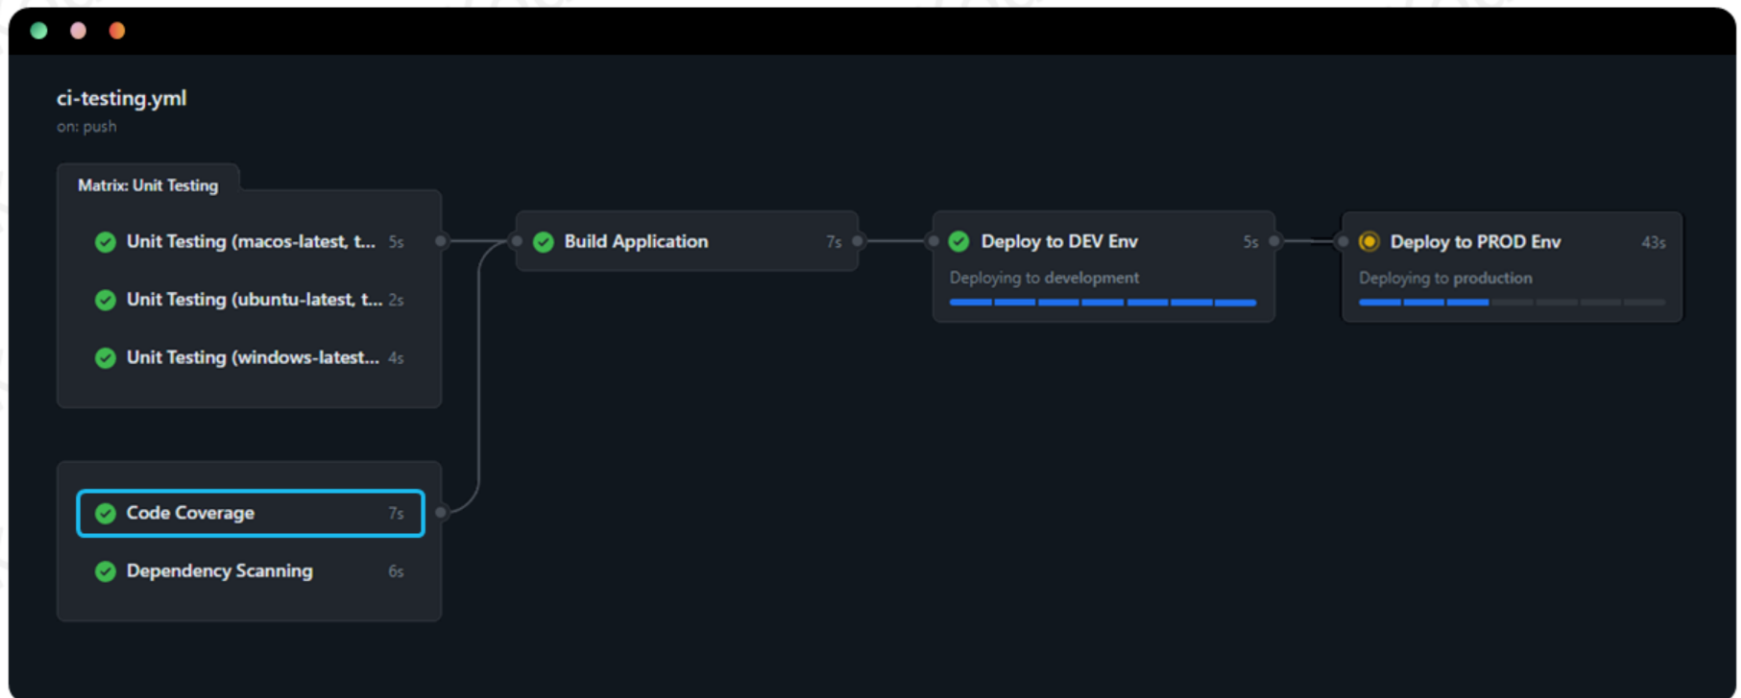 ci-testing.yml
on: push
Matrix: Unit Testing
Unit Testing (macos-latest, t... 5s
Unit Testing (ubuntu-latest, t... 2s
Unit Testing (windows-latest... 4s
Code Coverage 7s
Dependency Scanning 6s
Build Application 7s
Deploy to DEV Env 5s
Deploying to development
Deploy to PROD Env 43s
Deploying to production